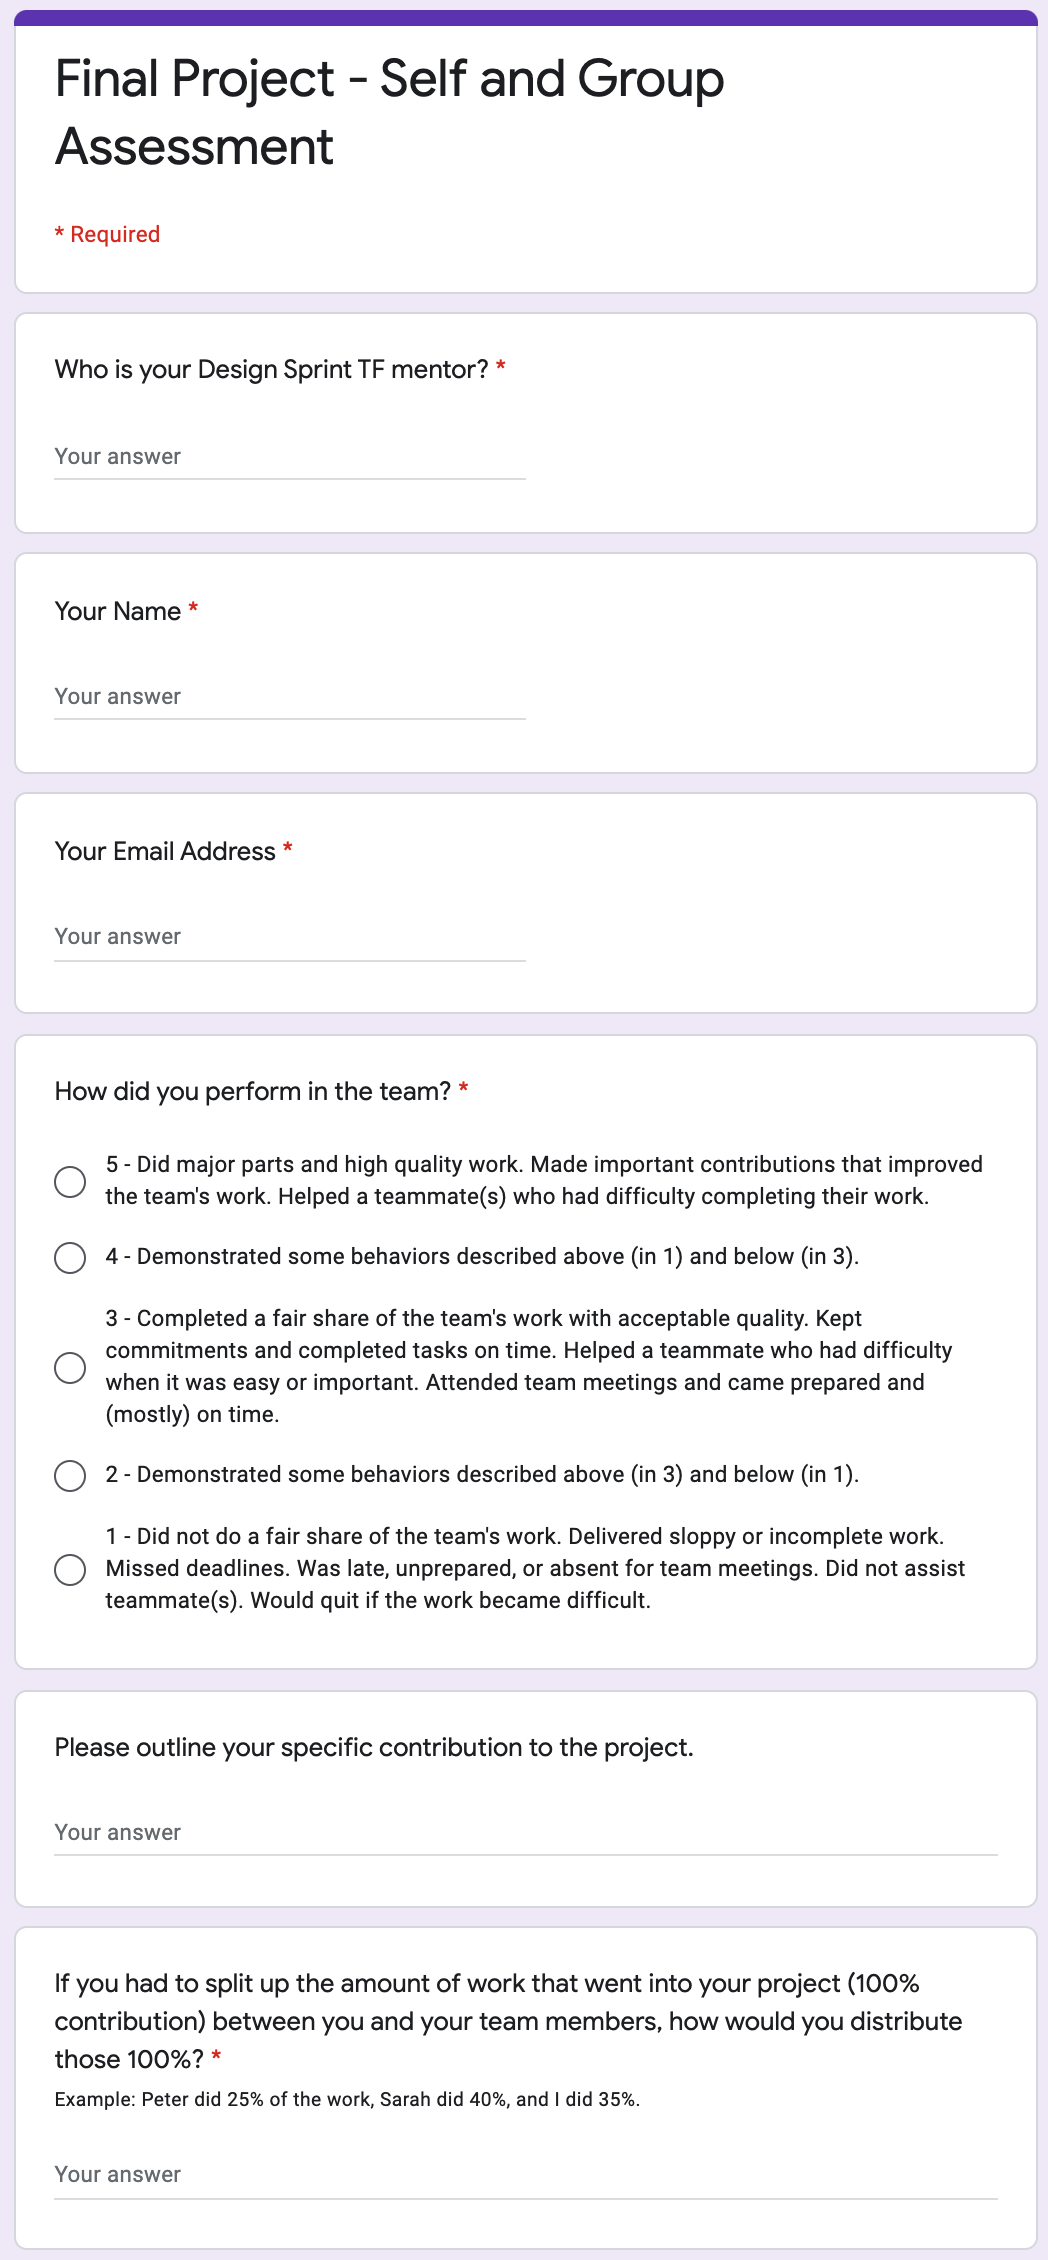 Final Project - Self and Group
Assessment
* Required
Who is your Design Sprint TF mentor? *
Your answer
Your Name *
Your answer
Your Email Address *
Your answer
How did you perform in the team? *
5 - Did major parts and high quality work. Made important contributions that improved
the team's work. Helped a teammate(s) who had difficulty completing their work.
4 - Demonstrated some behaviors described above (in 1) and below (in 3).
3 - Completed a fair share of the team's work with acceptable quality. Kept
commitments and completed tasks on time. Helped a teammate who had difficulty
when it was easy or important. Attended team meetings and came prepared and
(mostly) on time.
2 - Demonstrated some behaviors described above (in 3) and below (in 1).
1 - Did not do a fair share of the team's work. Delivered sloppy or incomplete work.
Missed deadlines. Was late, unprepared, or absent for team meetings. Did not assist
teammate(s). Would quit if the work became difficult.
Please outline your specific contribution to the project.
Your answer
If you had to split up the amount of work that went into your project (100%
contribution) between you and your team members, how would you distribute
those 100%? *
Example: Peter did 25% of the work, Sarah did 40%, and I did 35%.
Your answer